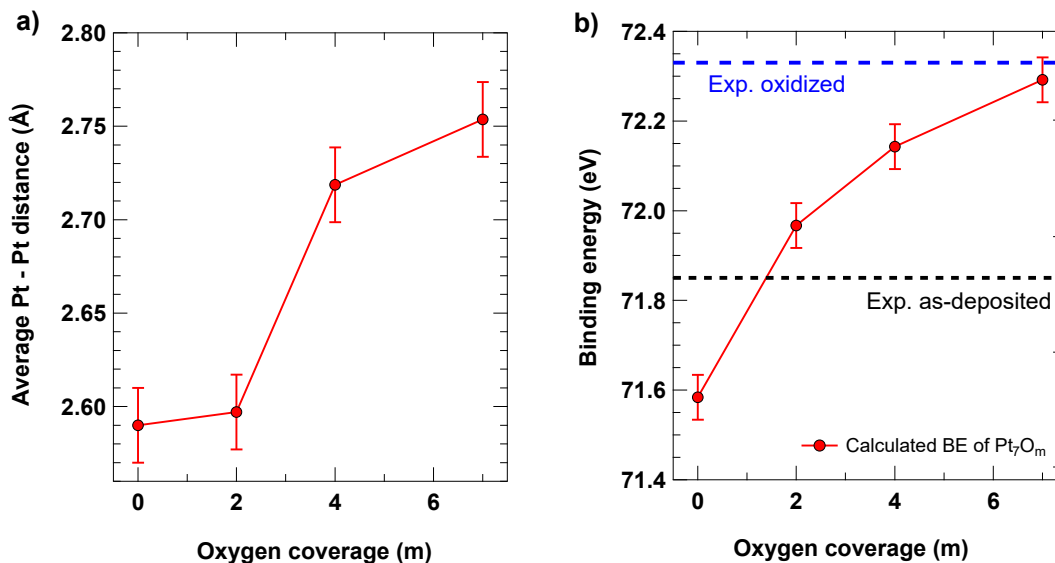 a)
2.80
2.75
2.70
2.65
2.60
Average Pt - Pt distance (Å)
0
2
4
6
Oxygen coverage (m)
b)
72.4
72.2
72.0
71.8
71.6
71.4
Binding energy (eV)
Exp. oxidized
Exp. as-deposited
Calculated BE of Pt₇Oₘ
0
2
4
6
Oxygen coverage (m)